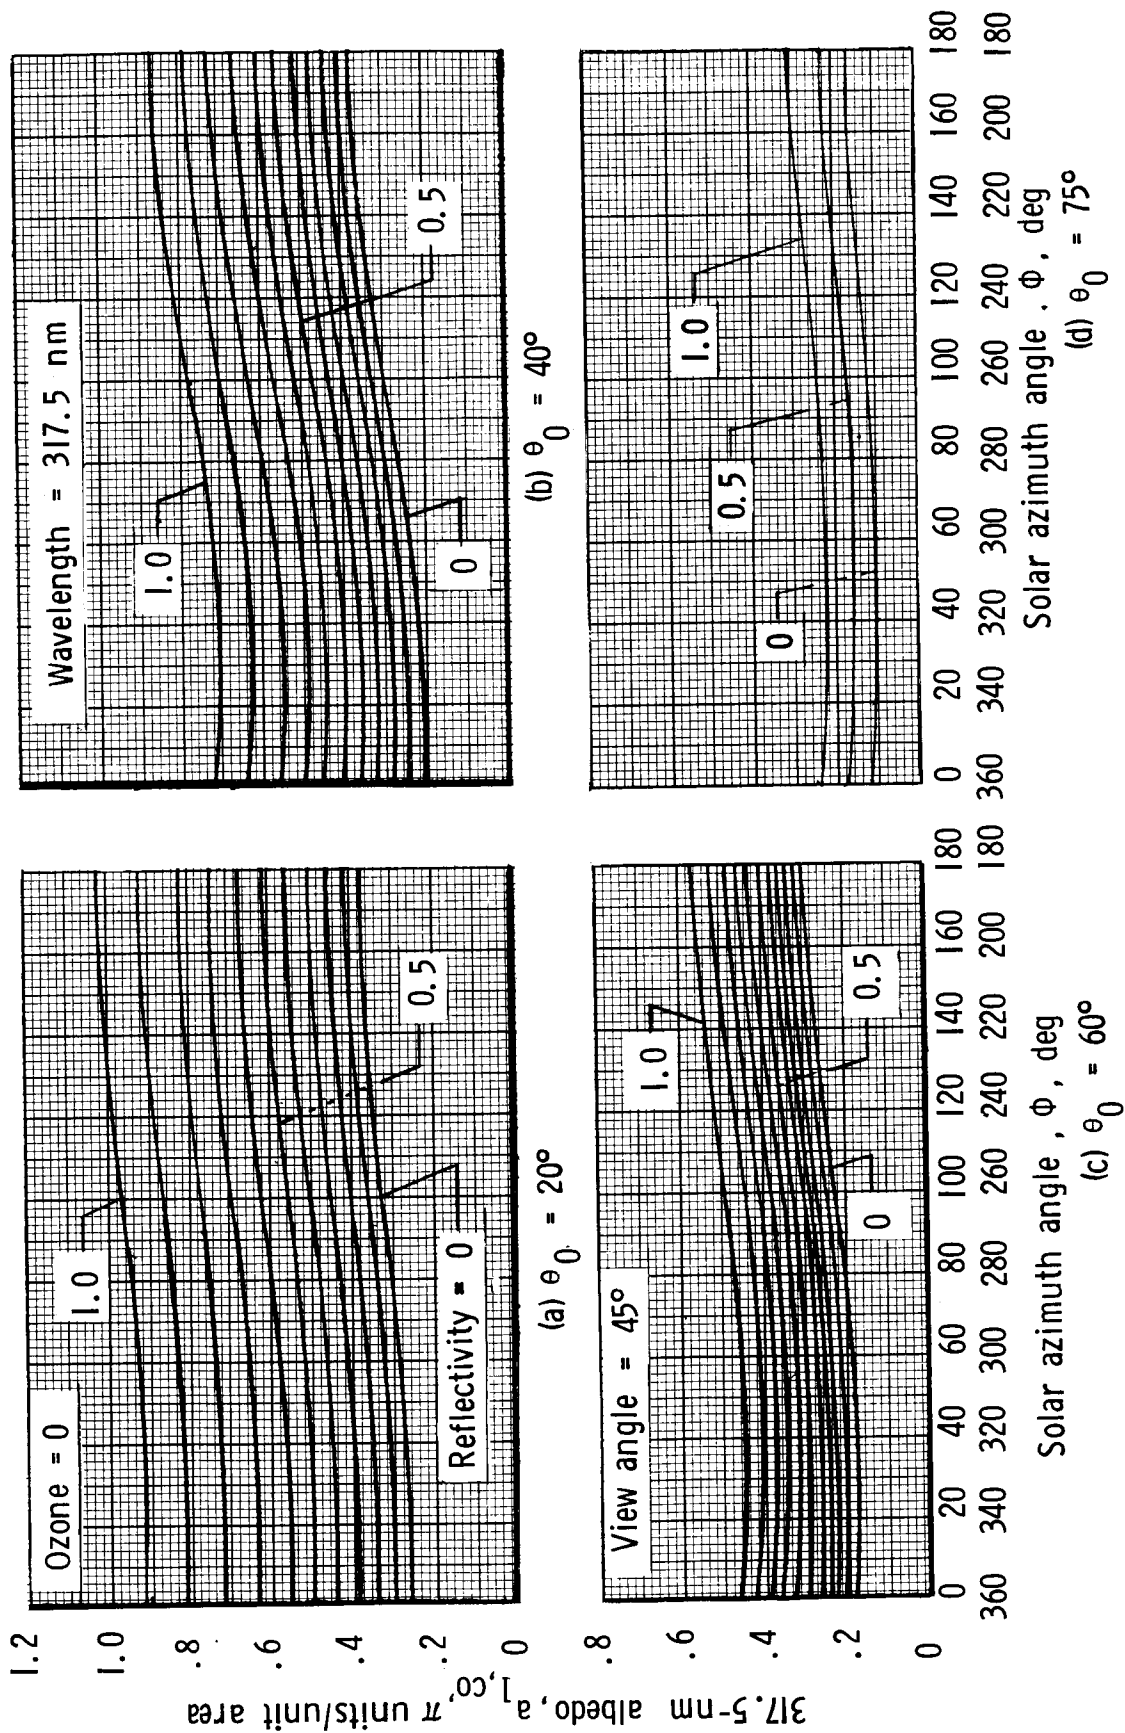 317.5-nm albedo, a1,co, π units/unit area
1.2
1.0
.8
.6
.4
.2
0
Ozone = 0
1.0
0.5
Reflectivity = 0
(a) θ0 = 20°
Wavelength = 317.5 nm
1.0
0.5
0
(b) θ0 = 40°
.8
.6
.4
.2
0
View angle = 45°
1.0
0.5
0
0 20 40 60 80 100 120 140 160 180
360 340 320 300 280 260 240 220 200 180
Solar azimuth angle, Φ, deg
(c) θ0 = 60°
1.0
0.5
0
0 20 40 60 80 100 120 140 160 180
360 340 320 300 280 260 240 220 200 180
Solar azimuth angle. Φ, deg
(d) θ0 = 75°